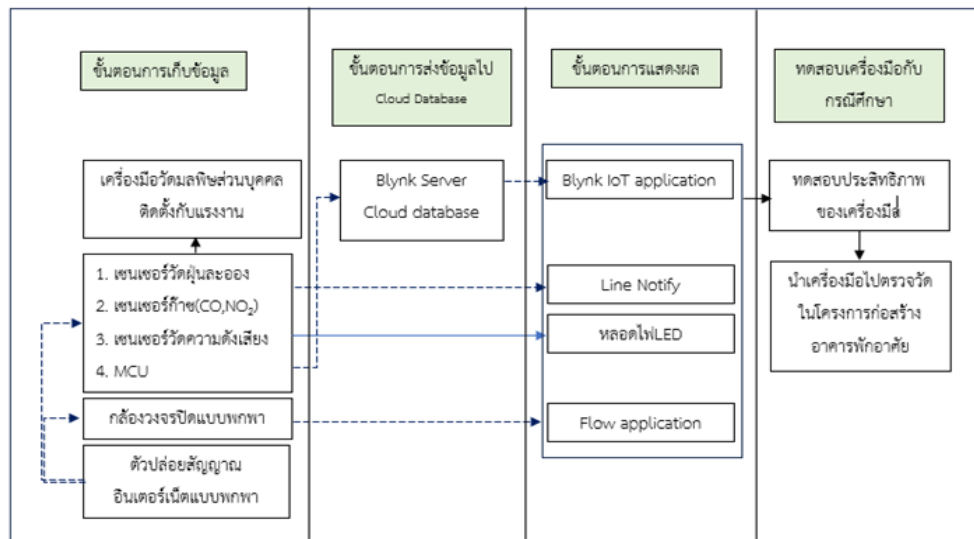 ขั้นตอนการเก็บข้อมูล
ขั้นตอนการส่งข้อมูลไป
Cloud Database
ขั้นตอนการแสดงผล
ทดสอบเครื่องมือกับ
กรณีศึกษา
เครื่องมือวัดมลพิษส่วนบุคคล
ติดตั้งกับแรงงาน
1. เซนเซอร์วัดฝุ่นละออง
2. เซนเซอร์ก๊าซ(CO,NO₂)
3. เซนเซอร์วัดความดังเสียง
4. MCU
กล้องวงจรปิดแบบพกพา
ตัวปล่อยสัญญาณ
อินเตอร์เน็ตแบบพกพา
Blynk Server
Cloud database
Blynk IoT application
Line Notify
หลอดไฟLED
Flow application
ทดสอบประสิทธิภาพ
ของเครื่องมือ
นำเครื่องมือไปตรวจวัด
ในโครงการก่อสร้าง
อาคารพักอาศัย